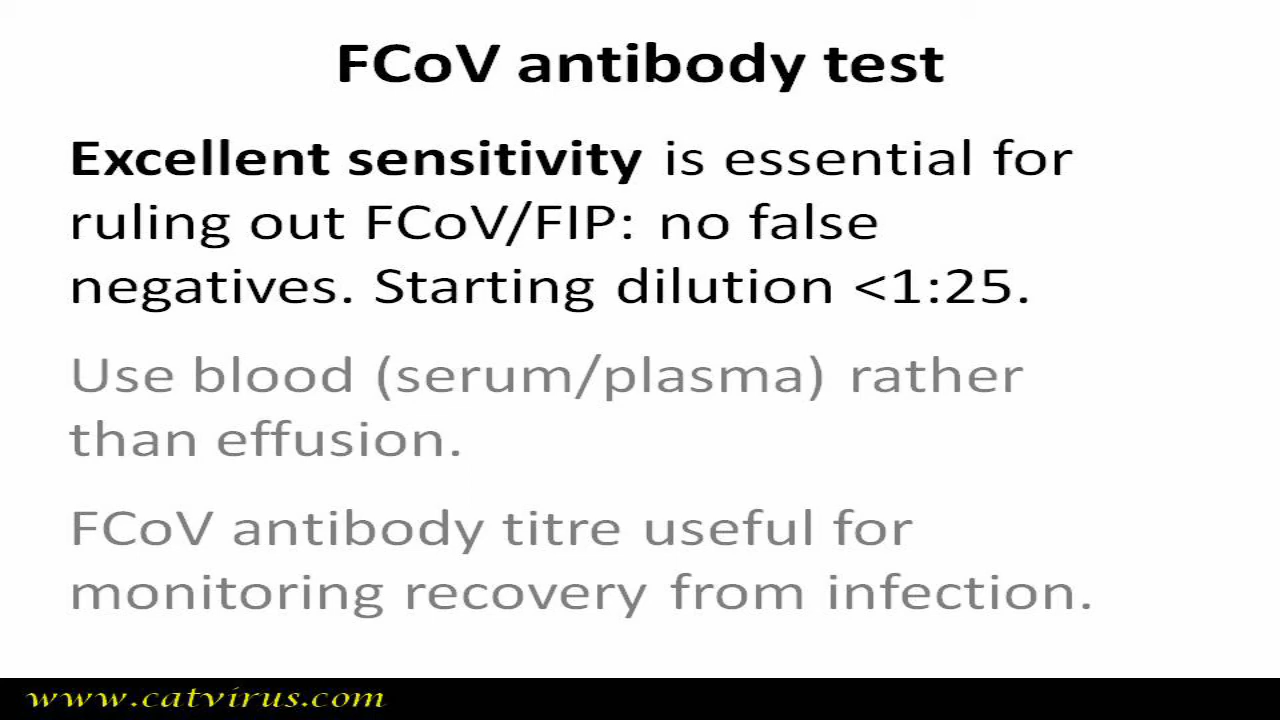 FCoV antibody test
Excellent sensitivity is essential for
ruling out FCoV/FIP: no false
negatives. Starting dilution <1:25.
Use blood (serum/plasma) rather
than effusion.
FCoV antibody titre useful for
monitoring recovery from infection.
www.catvirus.com